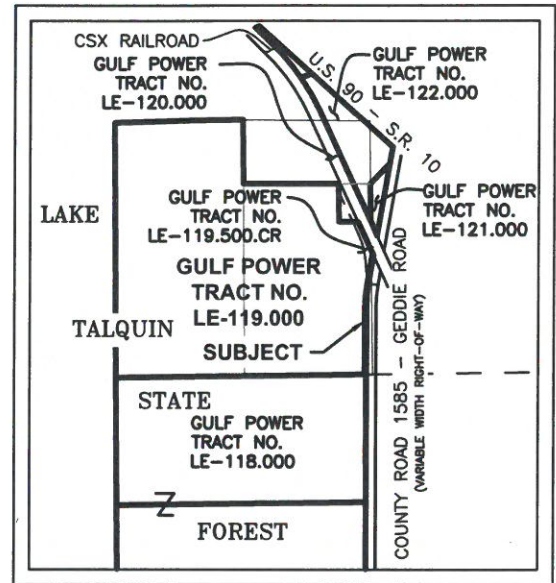 CSX RAILROAD
GULF POWER
TRACT NO.
LE-120.000
U.S. 90 - S.R. 10
GULF POWER
TRACT NO.
LE-122.000
LAKE
GULF POWER
TRACT NO.
LE-119.500.CR
GULF POWER
TRACT NO.
LE-121.000
GULF POWER
TRACT NO.
LE-119.000
TALQUIN
SUBJECT
STATE
GULF POWER
TRACT NO.
LE-118.000
COUNTY ROAD 1585 - GEDDIE ROAD
(VARIABLE WIDTH RIGHT-OF-WAY)
FOREST